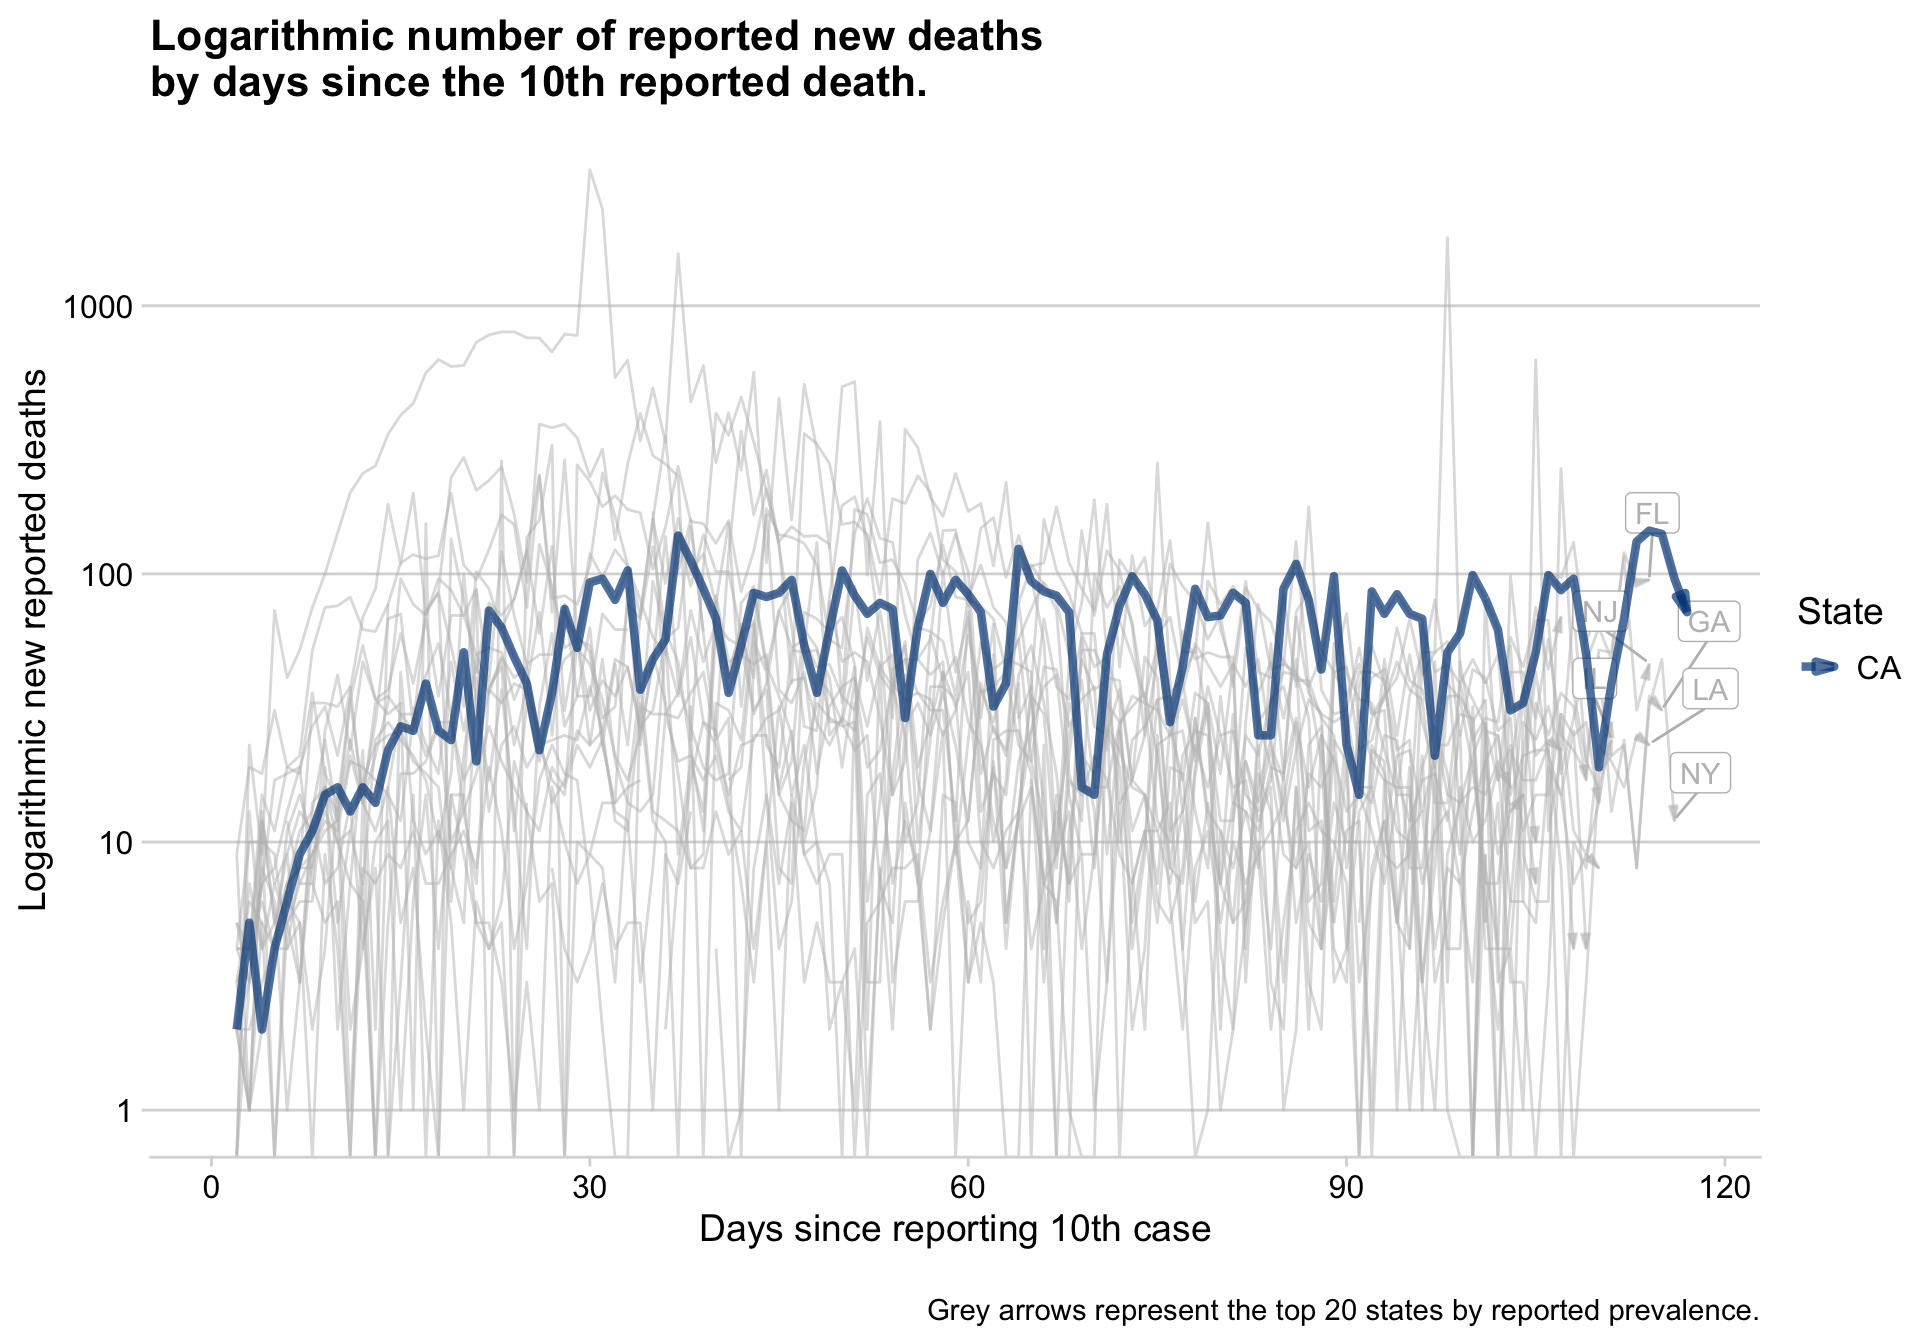 Logarithmic number of reported new deaths
by days since the 10th reported death.
Logarithmic new reported deaths
1000
100
10
1
FL
NJ
GA
IL
LA
NY
State
CA
0
30
60
90
120
Days since reporting 10th case
Grey arrows represent the top 20 states by reported prevalence.